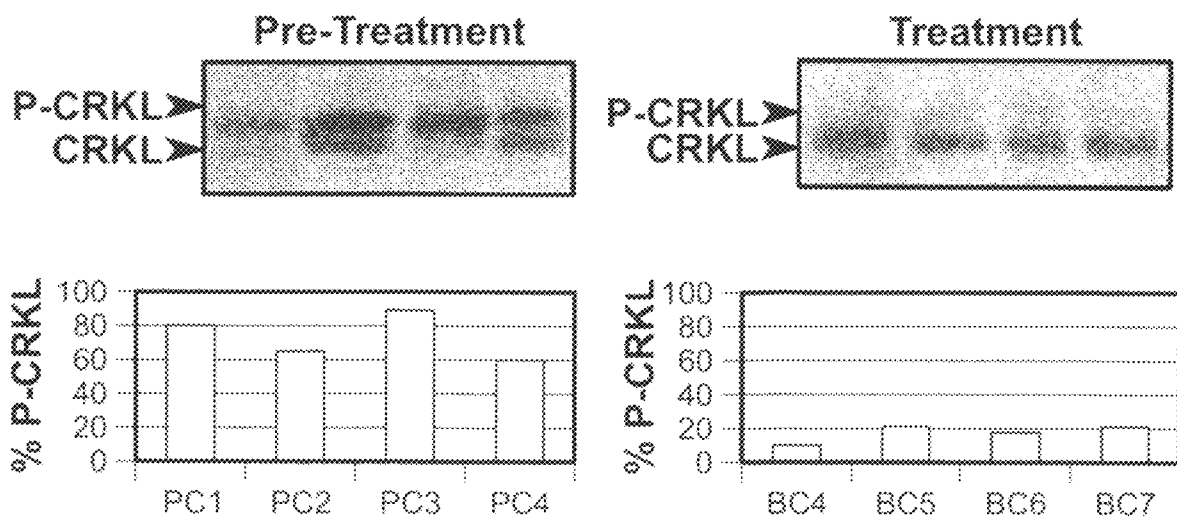 Pre-Treatment
P-CRKL
CRKL
Treatment
P-CRKL
CRKL
% P-CRKL
100
80
60
40
20
0
PC1 PC2 PC3 PC4
% P-CRKL
100
80
60
40
20
0
BC4 BC5 BC6 BC7